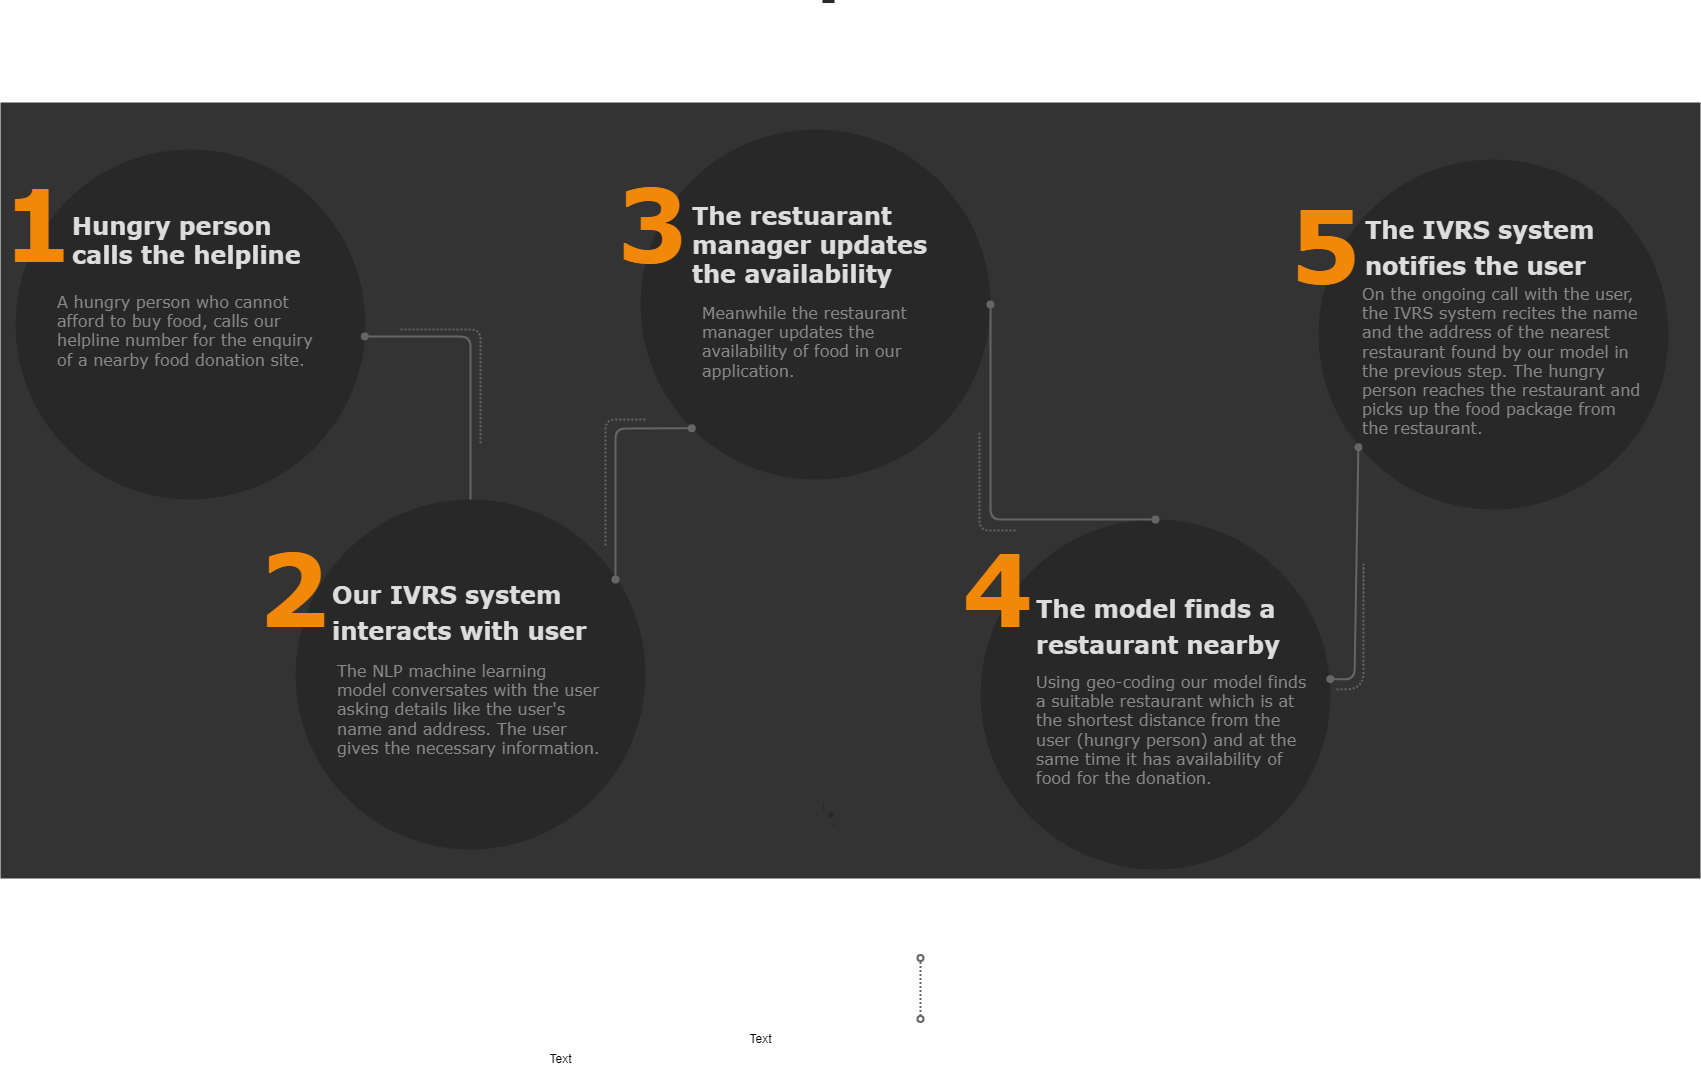 1
Hungry person
calls the helpline
A hungry person who cannot
afford to buy food, calls our
helpline number for the enquiry
of a nearby food donation site.
2
Our IVRS system
interacts with user
The NLP machine learning
model conversates with the user
asking details like the user's
name and address. The user
gives the necessary information.
3
The restuarant
manager updates
the availability
Meanwhile the restaurant
manager updates the
availability of food in our
application.
4
The model finds a
restaurant nearby
Using geo-coding our model finds
a suitable restaurant which is at
the shortest distance from the
user (hungry person) and at the
same time it has availability of
food for the donation.
5
The IVRS system
notifies the user
On the ongoing call with the user,
the IVRS system recites the name
and the address of the nearest
restaurant found by our model in
the previous step. The hungry
person reaches the restaurant and
picks up the food package from
the restaurant.
Text
Text